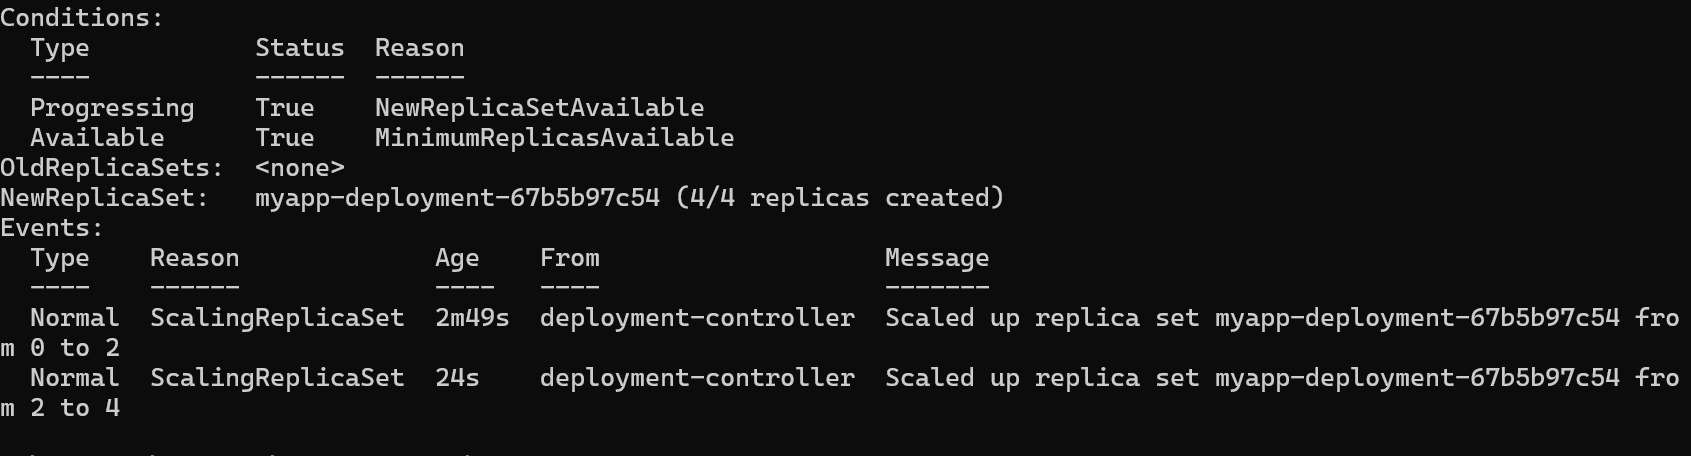 Conditions:
  Type           Status  Reason
  ----           ------  ------
  Progressing    True    NewReplicaSetAvailable
  Available      True    MinimumReplicasAvailable
OldReplicaSets:  <none>
NewReplicaSet:   myapp-deployment-67b5b97c54 (4/4 replicas created)
Events:
  Type    Reason             Age    From                   Message
  ----    ------             ----   ----                   -------
  Normal  ScalingReplicaSet  2m49s  deployment-controller  Scaled up replica set myapp-deployment-67b5b97c54 fro
m 0 to 2
  Normal  ScalingReplicaSet  24s    deployment-controller  Scaled up replica set myapp-deployment-67b5b97c54 fro
m 2 to 4